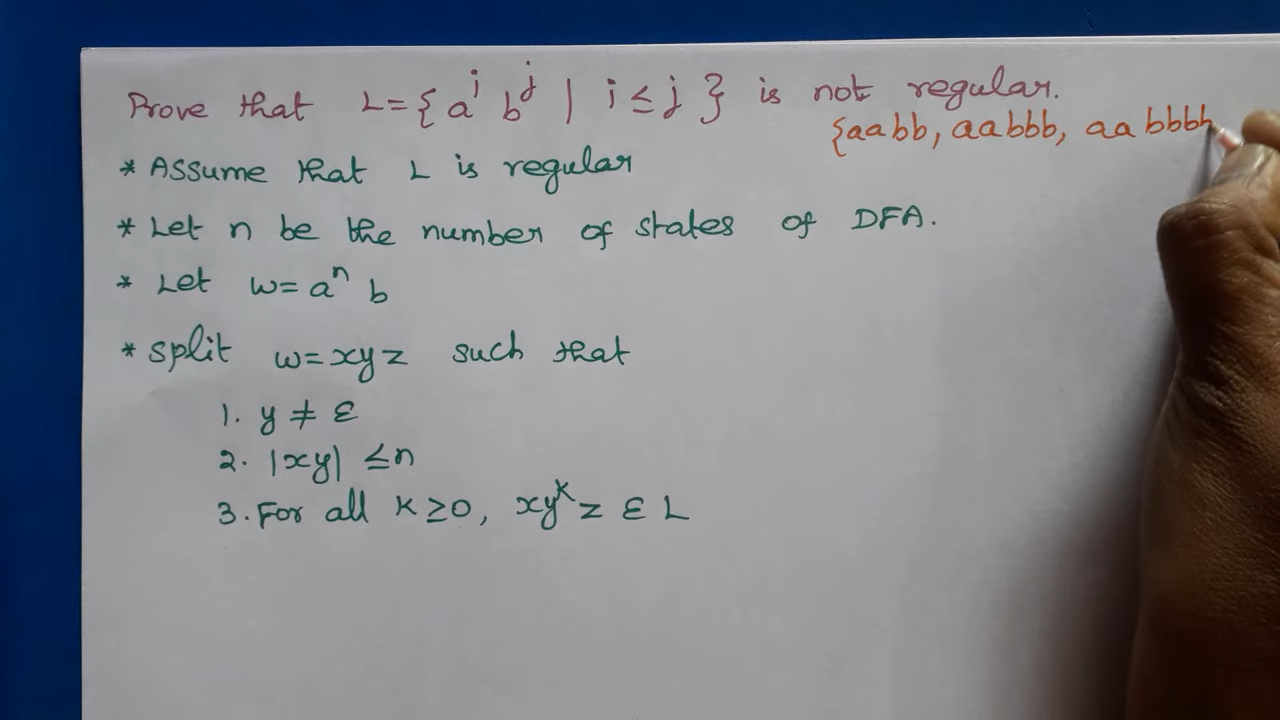 Prove that L={a^i b^j | i≤j} is not regular.
{aabb, aabbb, aabbbb
* Assume that L is regular
* Let n be the number of states of DFA.
* Let w=a^n b
* split w=xyz such that
1. y ≠ ε
2. |xy| ≤n
3. For all k≥0, xy^k z ε L